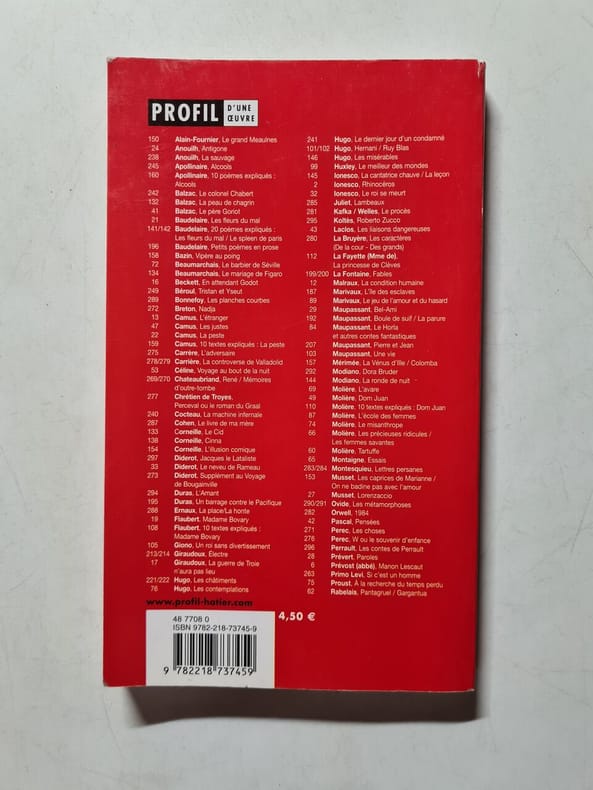 PROFIL D'UNE ŒUVRE
150 Alain-Fournier, Le grand Meaulnes
24 Anouilh, Antigone
238 Anouilh, La sauvage
245 Apollinaire, Alcools
160 Apollinaire, 10 poèmes expliqués :
Alcools
242 Balzac, Le colonel Chabert
132 Balzac, La peau de chagrin
41 Balzac, Le père Goriot
21 Baudelaire, Les fleurs du mal
141/142 Baudelaire, 20 poèmes expliqués :
Les fleurs du mal / Le spleen de paris
196 Baudelaire, Petits poèmes en prose
158 Bazin, Vipère au poing
72 Beaumarchais, Le barbier de Séville
134 Beaumarchais, Le mariage de Figaro
16 Beckett, En attendant Godot
249 Béroul, Tristan et Yseut
289 Bonnefoy, Les planches courbes
272 Breton, Nadja
13 Camus, L'étranger
47 Camus, Les justes
22 Camus, La peste
159 Camus, 10 textes expliqués : La peste
275 Carrère, L'adversaire
278/279 Carrière, La controverse de Valladolid
53 Céline, Voyage au bout de la nuit
269/270 Chateaubriand, René / Mémoires
d'outre-tombe
277 Chrétien de Troyes,
Perceval ou le roman du Graal
240 Cocteau, La machine infernale
287 Cohen, Le livre de ma mère
133 Corneille, Le Cid
138 Corneille, Cinna
154 Corneille, L'illusion comique
297 Diderot, Jacques le Fataliste
33 Diderot, Le neveu de Rameau
273 Diderot, Supplément au Voyage
de Bougainville
294 Duras, L'Amant
195 Duras, Un barrage contre le Pacifique
288 Ernaux, La place/La honte
19 Flaubert, Madame Bovary
108 Flaubert, 10 textes expliqués :
Madame Bovary
105 Giono, Un roi sans divertissement
213/214 Giraudoux, Électre
17 Giraudoux, La guerre de Troie
n'aura pas lieu
221/222 Hugo, Les châtiments
76 Hugo, Les contemplations
241 Hugo, Le dernier jour d'un condamné
101/102 Hugo, Hernani / Ruy Blas
146 Hugo, Les misérables
99 Huxley, Le meilleur des mondes
145 Ionesco, La cantatrice chauve / La leçon
2 Ionesco, Rhinocéros
32 Ionesco, Le roi se meurt
285 Juliet, Lambeaux
281 Kafka / Welles, Le procès
295 Koltès, Roberto Zucco
43 Laclos, Les liaisons dangereuses
280 La Bruyère, Les caractères
(De la cour - Des grands)
112 La Fayette (Mme de),
La princesse de Clèves
199/200 La Fontaine, Fables
12 Malraux, La condition humaine
187 Marivaux, L'île des esclaves
89 Marivaux, Le jeu de l'amour et du hasard
29 Maupassant, Bel-Ami
192 Maupassant, Boule de suif / La parure
84 Maupassant, Le Horla
et autres contes fantastiques
207 Maupassant, Pierre et Jean
103 Maupassant, Une vie
157 Mérimée, La Vénus d'Ille / Colomba
292 Modiano, Dora Bruder
144 Modiano, La ronde de nuit
69 Molière, L'avare
49 Molière, Dom Juan
110 Molière, 10 textes expliqués : Dom Juan
87 Molière, L'école des femmes
74 Molière, Le misanthrope
66 Molière, Les précieuses ridicules /
Les femmes savantes
60 Molière, Tartuffe
65 Montaigne, Essais
283/284 Montesquieu, Lettres persanes
153 Musset, Les caprices de Marianne /
On ne badine pas avec l'amour
27 Musset, Lorenzaccio
290/291 Ovide, Les métamorphoses
282 Orwell, 1984
42 Pascal, Pensées
271 Perec, Les choses
276 Perec, W ou le souvenir d'enfance
296 Perrault, Les contes de Perrault
28 Prévert, Paroles
6 Prévost (abbé), Manon Lescaut
263 Primo Levi, Si c'est un homme
75 Proust, À la recherche du temps perdu
62 Rabelais, Pantagruel / Gargantua
www.profil-hatier.com
4,50 €
48 7708 0
ISBN 9782-218-73745-9
9 782218 737459